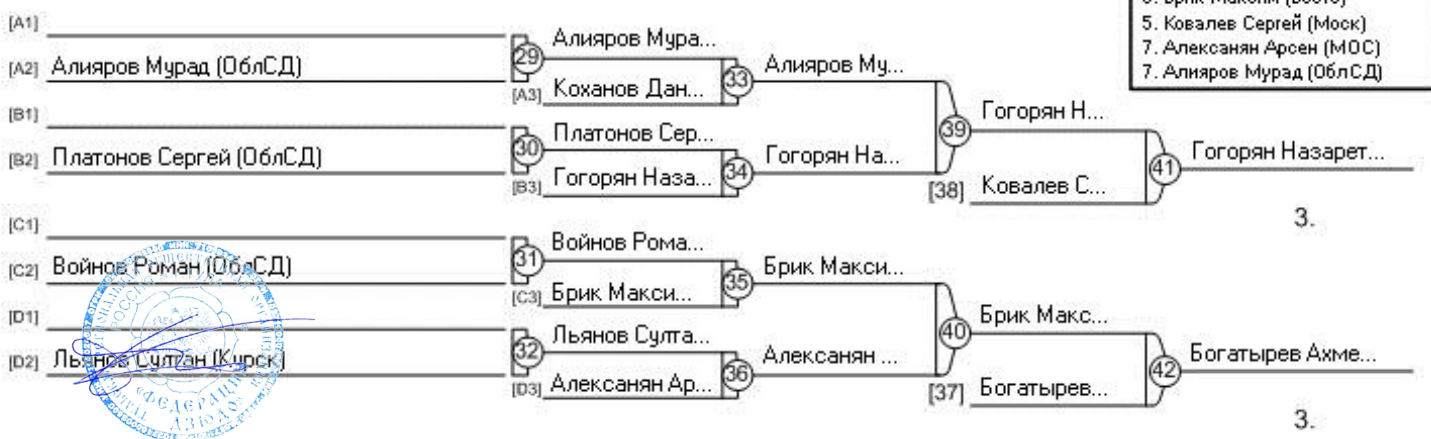 5. Ковалев Сергей (Моск)
7. Алексанян Арсен (МОС)
7. Алияров Мурад (ОблСД)
[A1]
[A2] Алияров Мурад (ОблСД)
29
Алияров Мура...
[A3] Коханов Дан...
33
Алияров Му...
[B1]
[B2] Платонов Сергей (ОблСД)
30
Платонов Сер...
[B3] Гогорян Наза...
34
Гогорян На...
39
Гогорян Н...
[38] Ковалев С...
41
Гогорян Назарет...
3.
[C1]
[C2] Войнов Роман (ОблСД)
31
Войнов Рома...
[C3] Брик Макси...
35
Брик Макси...
[D1]
[D2] Льянов Султан (Курск)
32
Льянов Султа...
[D3] Алексанян Ар...
36
Алексанян ...
40
Брик Макс...
[37] Богатырев...
42
Богатырев Ахме...
3.